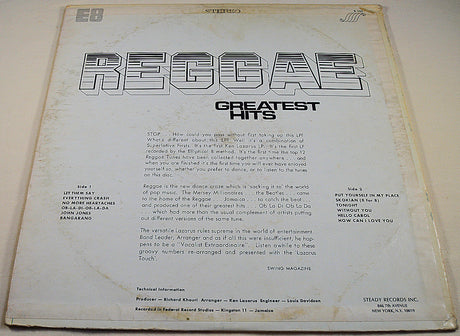 E8
STEREO
REGGAE
GREATEST
HITS
STOP . . . How could you pass without first taking up this LP!
What's different about this LP? Well it's a combination of
Superlative Firsts. It's the first Ken Lazarus LP. It's the first LP
recorded by the Elliptical 8 method. It's the first time the top 12
Reggae Tunes have been collected together anywhere . . . and
when you are finished it's the first time you will ever have enjoyed
yourself so, whether you prefer to dance, or to listen to the tunes
on this disc.
Reggae is the new dance craze which is 'socking it to' the world
of pop music. The Mersey Millionaires . . . the Beatles . . . came
to the home of the Reggae . . . Jamaica . . . to catch the beat . . .
and produced one of their greatest hits . . . Ob La Di Ob La Da
. . . which had more than the usual complement of artists putting
out different versions of the same tune.
The versatile Lazarus rules supreme in the world of entertainment
Band Leader, Arranger and as if all this were insufficient, he hap-
pens to be a "Vocalist Extraordinaire" . . . Listen awhile to these
groovy numbers re-arranged and presented with the Lazarus
Touch!
SWING MAGAZINE
Side 1
LET THEM SAY
EVERYTHING CRASH
NO MORE HEARTACHES
OB-LA-DI-OB-LA-DA
JOHN JONES
BANGARANG
Side 2
PUT YOURSELF IN MY PLACE
SKOKIAN (R for B)
TONIGHT
WITHOUT YOU
HELLO CAROL
HOW CAN I LOVE YOU
Technical Information
Producer — Richard Khouri Arranger — Ken Lazarus Engineer — Louis Davidson
Recorded in Federal Record Studios — Kingston 11 — Jamaica
STEADY RECORDS INC.
866 7th AVENUE
NEW YORK, N.Y. 10019